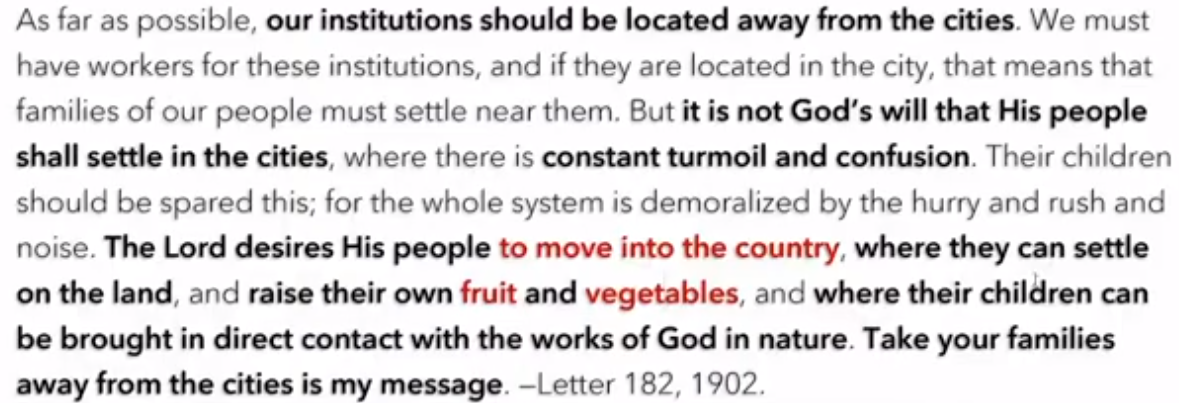 As far as possible, our institutions should be located away from the cities. We must
have workers for these institutions, and if they are located in the city, that means that
families of our people must settle near them. But it is not God's will that His people
shall settle in the cities, where there is constant turmoil and confusion. Their children
should be spared this; for the whole system is demoralized by the hurry and rush and
noise. The Lord desires His people to move into the country, where they can settle
on the land, and raise their own fruit and vegetables, and where their children can
be brought in direct contact with the works of God in nature. Take your families
away from the cities is my message. –Letter 182, 1902.